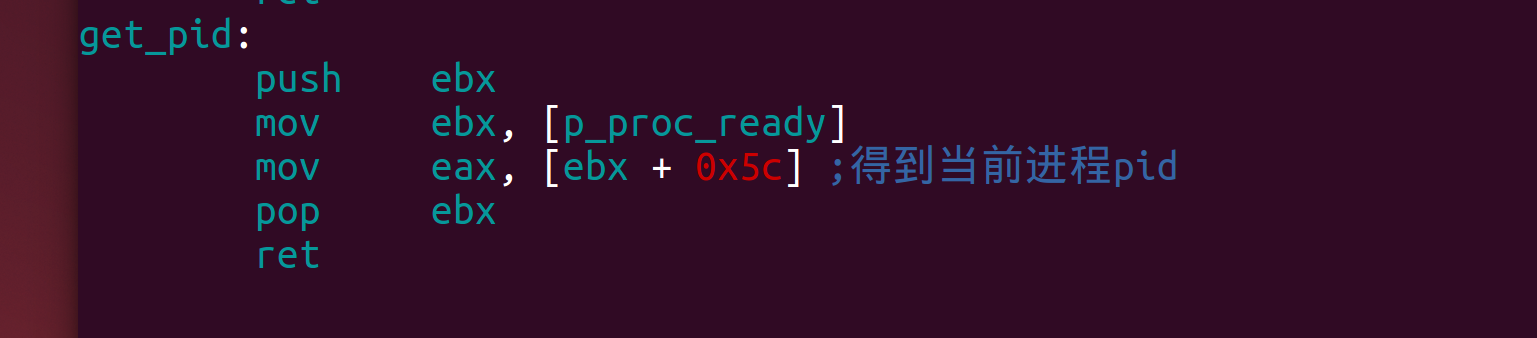 get_pid:
push ebx
mov ebx, [p_proc_ready]
mov eax, [ebx + 0x5c] ;得到当前进程pid
pop ebx
ret